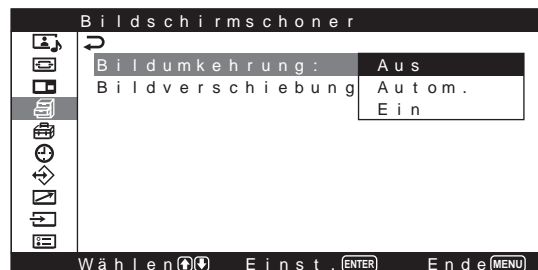 Bildschirmschoner
Bildumkehrung: Aus
Bildverschiebung Autom.
Ein
Wählen Einst. ENTER Ende MENU